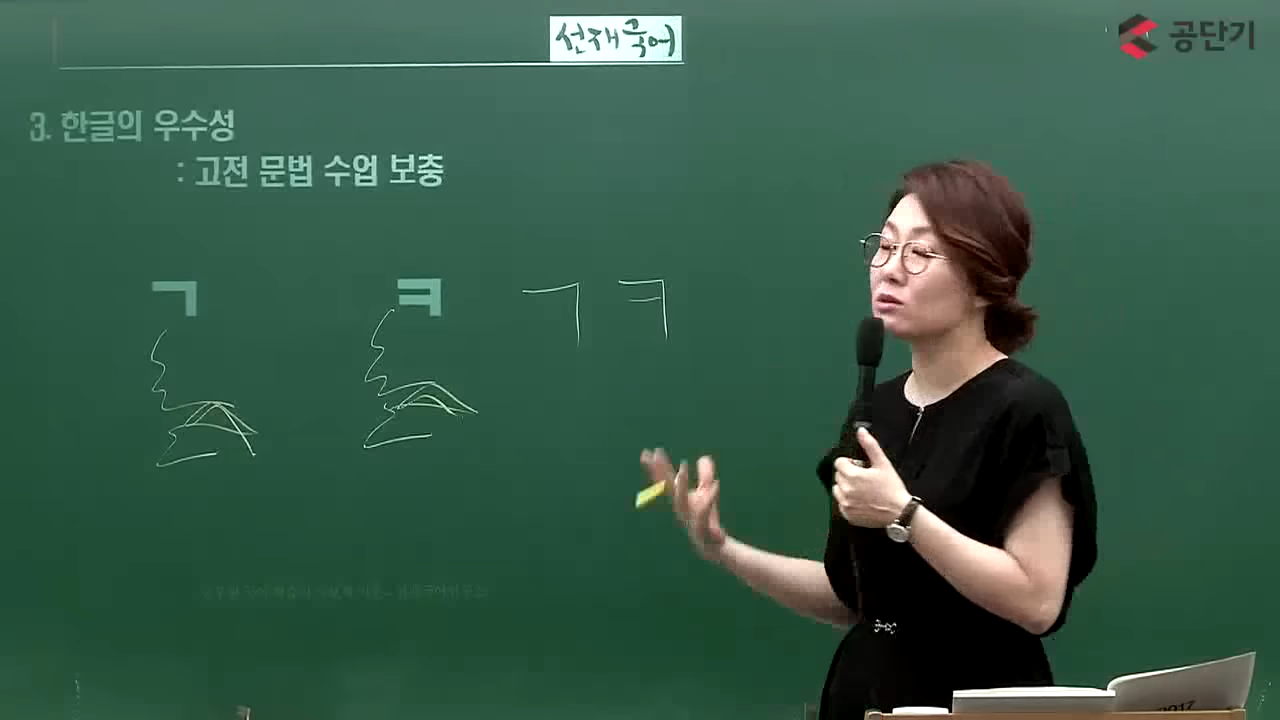 선재국어
공단기
3. 한글의 우수성
: 고전 문법 수업 보충
ㄱ ㅋ ㄱ ㅋ
2017